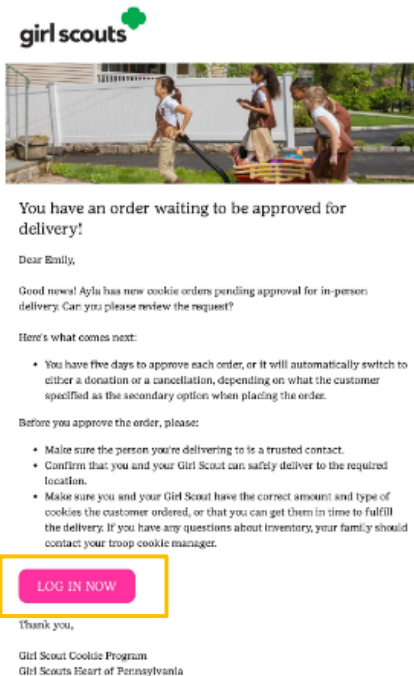 girl scouts
You have an order waiting to be approved for
delivery!
Dear Emily,
Good news! Ayla has new cookie orders pending approval for in-person
delivery. Can you please review the request?
Here's what comes next:
• You have five days to approve each order, or it will automatically switch to
either a donation or a cancellation, depending on what the customer
specified as the secondary option when placing the order.
Before you approve the order, please:
• Make sure the person you're delivering to is a trusted contact.
• Confirm that you and your Girl Scout can safely deliver to the required
location.
• Make sure you and your Girl Scout have the correct amount and type of
cookies the customer ordered, or that you can get them in time to fulfill
the delivery. If you have any questions about inventory, your family should
contact your troop cookie manager.
LOG IN NOW
Thank you,
Girl Scout Cookie Program
Girl Scouts Heart of Pennsylvania